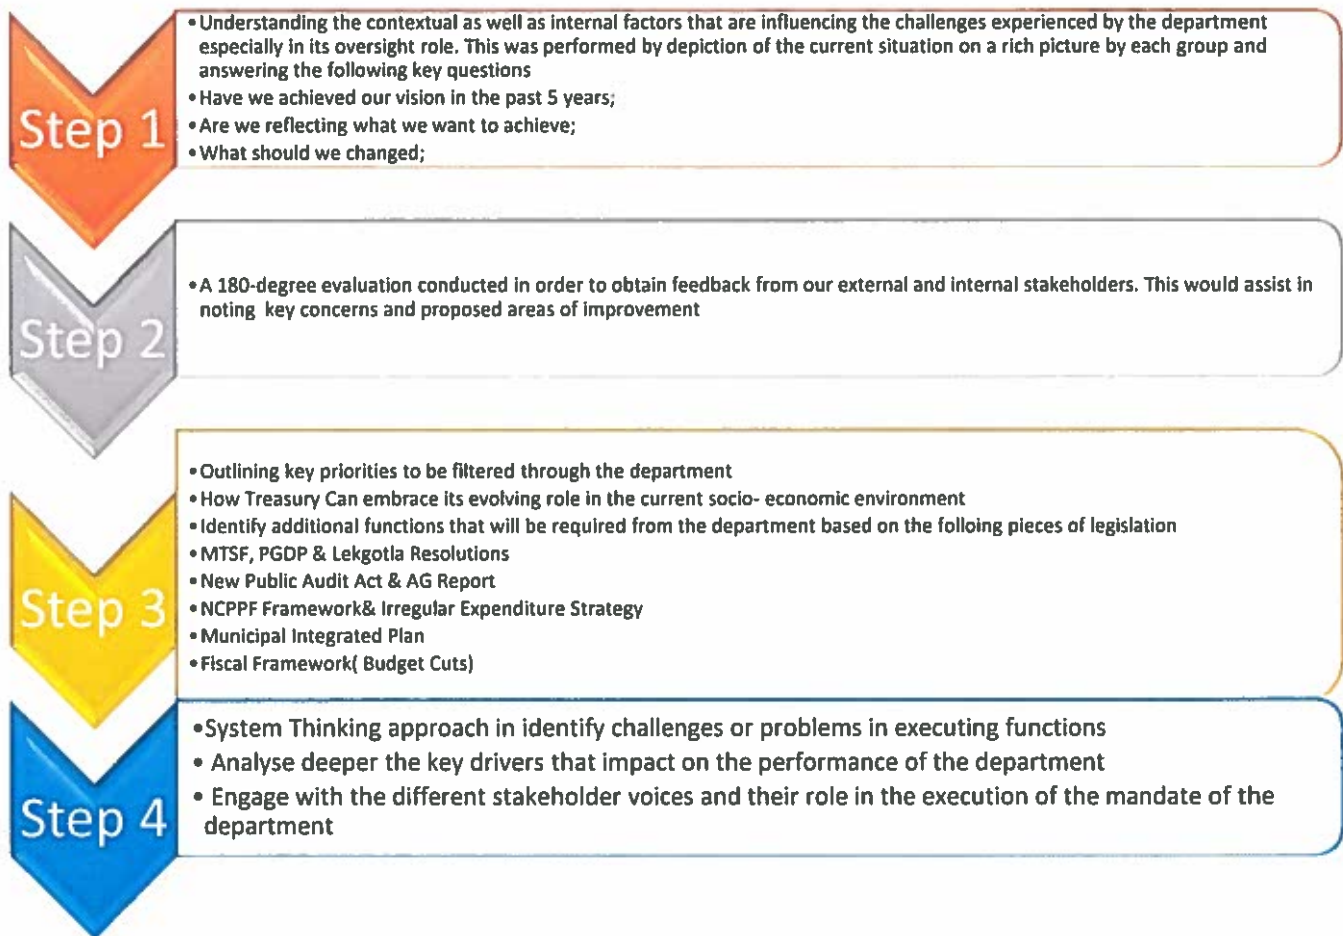 Step 1
• Understanding the contextual as well as internal factors that are influencing the challenges experienced by the department
especially in its oversight role. This was performed by depiction of the current situation on a rich picture by each group and
answering the following key questions
• Have we achieved our vision in the past 5 years;
• Are we reflecting what we want to achieve;
• What should we changed;
Step 2
• A 180-degree evaluation conducted in order to obtain feedback from our external and internal stakeholders. This would assist in
noting key concerns and proposed areas of improvement
Step 3
• Outlining key priorities to be filtered through the department
• How Treasury Can embrace its evolving role in the current socio- economic environment
• Identify additional functions that will be required from the department based on the folloing pieces of legislation
• MTSF, PGDP & Lekgotla Resolutions
• New Public Audit Act & AG Report
• NCPPF Framework& Irregular Expenditure Strategy
• Municipal Integrated Plan
• Fiscal Framework( Budget Cuts)
Step 4
• System Thinking approach in identify challenges or problems in executing functions
• Analyse deeper the key drivers that impact on the performance of the department
• Engage with the different stakeholder voices and their role in the execution of the mandate of the
department